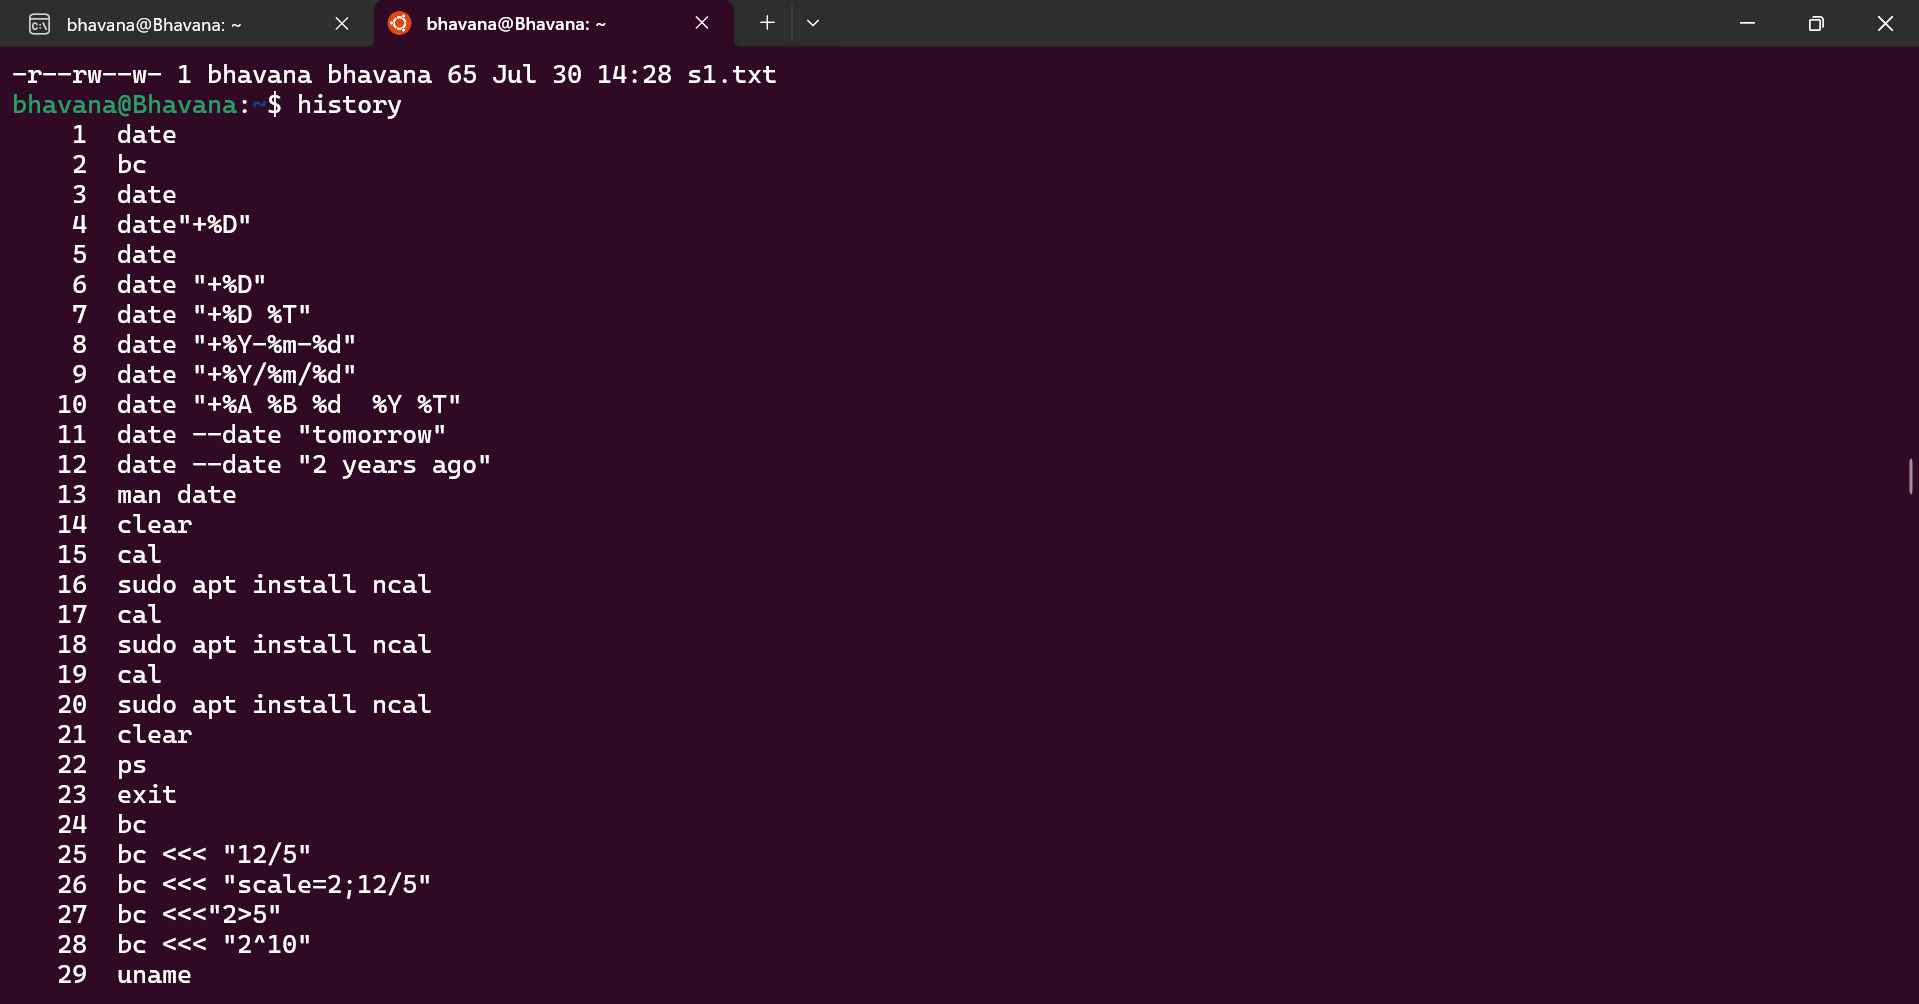 bhavana@Bhavana: ~
bhavana@Bhavana: ~
-r--rw--w- 1 bhavana bhavana 65 Jul 30 14:28 s1.txt
bhavana@Bhavana:~$ history
    1  date
    2  bc
    3  date
    4  date"+%D"
    5  date
    6  date "+%D"
    7  date "+%D %T"
    8  date "+%Y-%m-%d"
    9  date "+%Y/%m/%d"
   10  date "+%A %B %d  %Y %T"
   11  date --date "tomorrow"
   12  date --date "2 years ago"
   13  man date
   14  clear
   15  cal
   16  sudo apt install ncal
   17  cal
   18  sudo apt install ncal
   19  cal
   20  sudo apt install ncal
   21  clear
   22  ps
   23  exit
   24  bc
   25  bc <<< "12/5"
   26  bc <<< "scale=2;12/5"
   27  bc <<<"2>5"
   28  bc <<< "2^10"
   29  uname